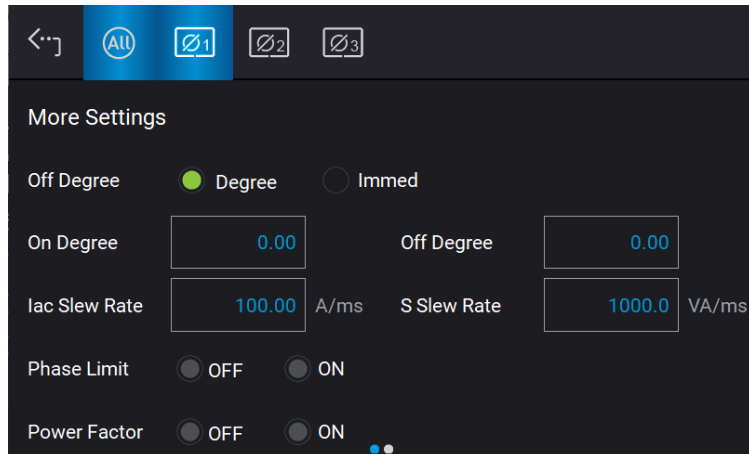 All Ø1 Ø2 Ø3
More Settings
Off Degree Degree Immed
On Degree 0.00 Off Degree 0.00
Iac Slew Rate 100.00 A/ms S Slew Rate 1000.0 VA/ms
Phase Limit OFF ON
Power Factor OFF ON